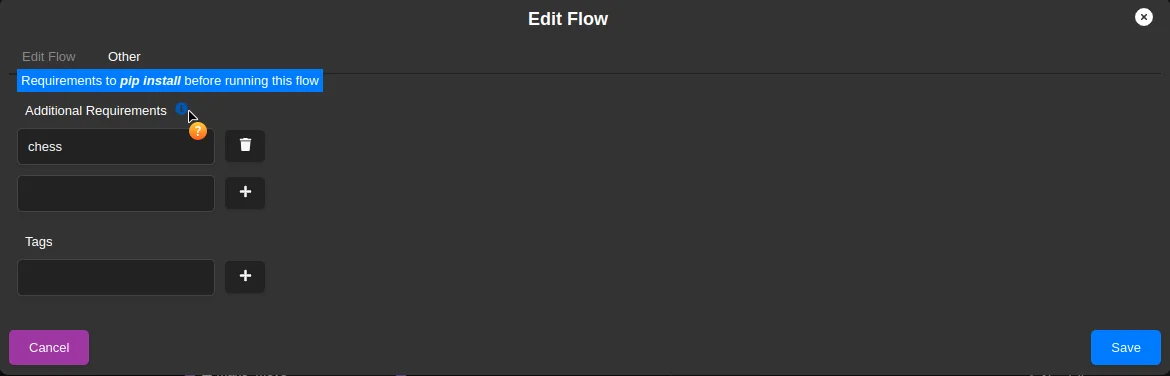 Edit Flow
Edit Flow Other
Requirements to pip install before running this flow
Additional Requirements
chess
Tags
Cancel Save